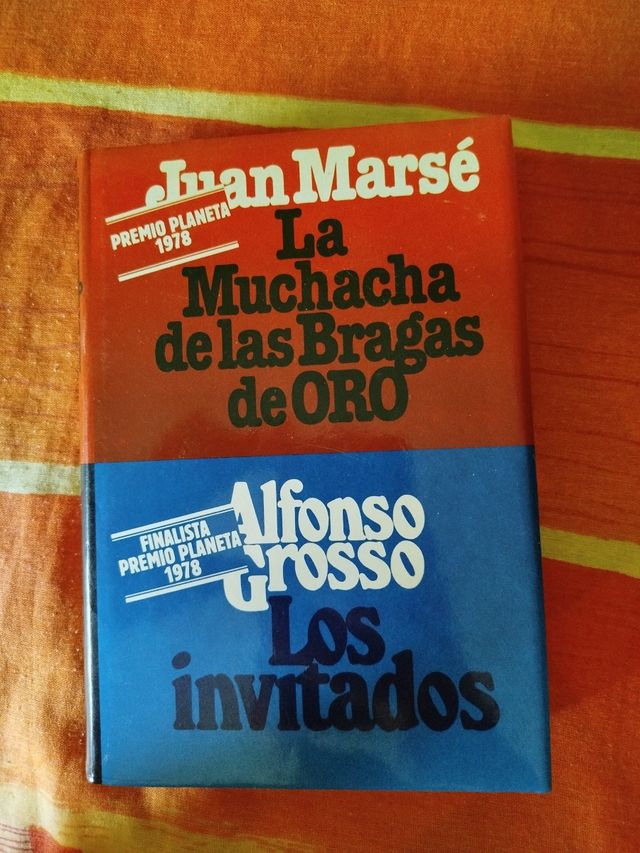 Juan Marsé
PREMIO PLANETA
1978
La
Muchacha
de las Bragas
de ORO
Alfonso
Grosso
FINALISTA
PREMIO PLANETA
1978
Los
invitados